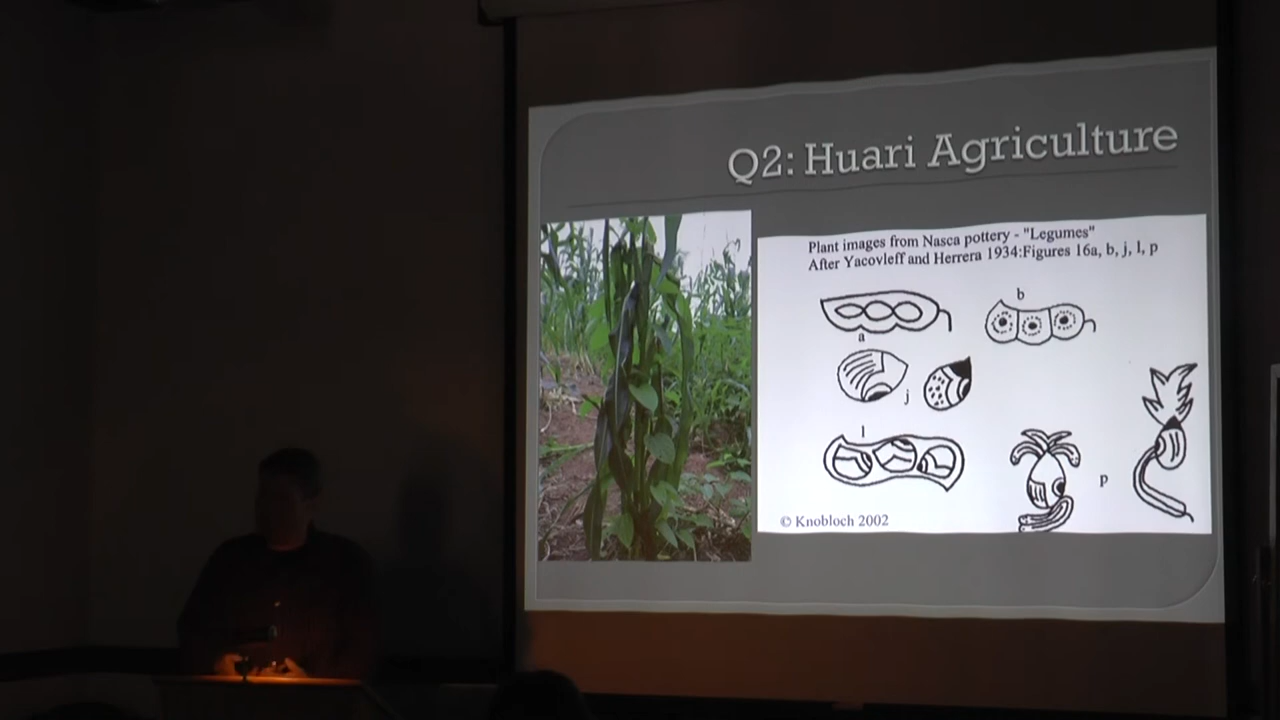 Q2: Huari Agriculture
Plant images from Nasca pottery - "Legumes"
After Yacovleff and Herrera 1934:Figures 16a, b, j, l, p
b
a
j
l
p
© Knobloch 2002